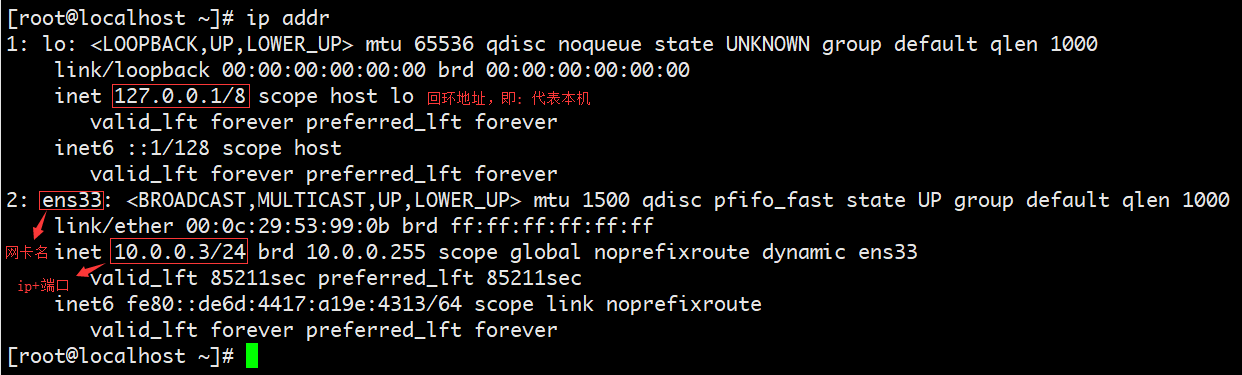 [root@localhost ~]# ip addr
1: lo: <LOOPBACK,UP,LOWER_UP> mtu 65536 qdisc noqueue state UNKNOWN group default qlen 1000
link/loopback 00:00:00:00:00:00 brd 00:00:00:00:00:00
inet 127.0.0.1/8 scope host lo 回环地址，即：代表本机
valid_lft forever preferred_lft forever
inet6 ::1/128 scope host
valid_lft forever preferred_lft forever
2: ens33: <BROADCAST,MULTICAST,UP,LOWER_UP> mtu 1500 qdisc pfifo_fast state UP group default qlen 1000
link/ether 00:0c:29:53:99:0b brd ff:ff:ff:ff:ff:ff
网卡名 inet 10.0.0.3/24 brd 10.0.0.255 scope global noprefixroute dynamic ens33
valid_lft 85211sec preferred_lft 85211sec
ip+端口
inet6 fe80::de6d:4417:a19e:4313/64 scope link noprefixroute
valid_lft forever preferred_lft forever
[root@localhost ~]#